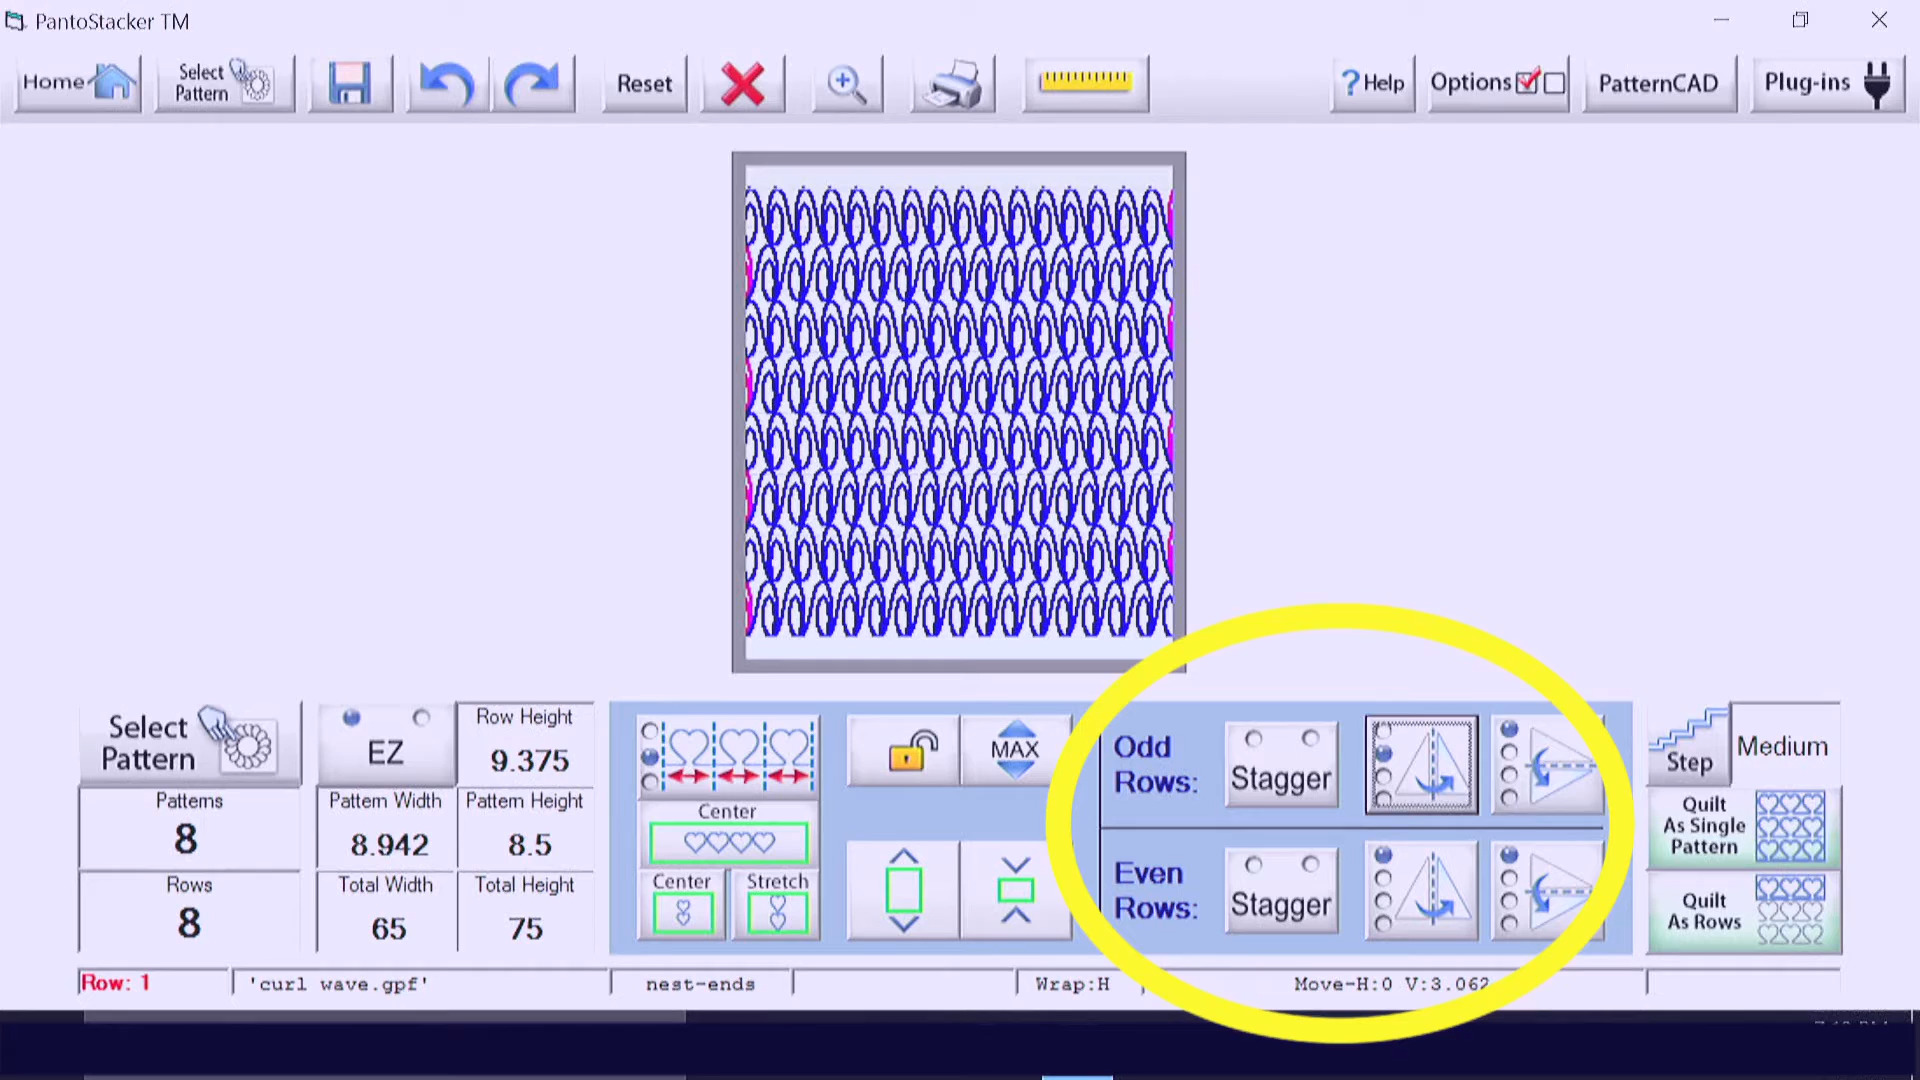 PantoStacker TM
Home
Select
Pattern
Reset
?Help
Options
PatternCAD
Plug-ins
Select
Pattern
EZ
Row Height
9.375
Patterns
8
Pattern Width
8.942
Pattern Height
8.5
Rows
8
Total Width
65
Total Height
75
Center
Center
Stretch
MAX
Odd
Rows:
Stagger
Even
Rows:
Stagger
Step
Medium
Quilt
As Single
Pattern
Quilt
As Rows
Row: 1
'curl wave.gpf'
nest-ends
Wrap:H
Move-H:0 V:3.062